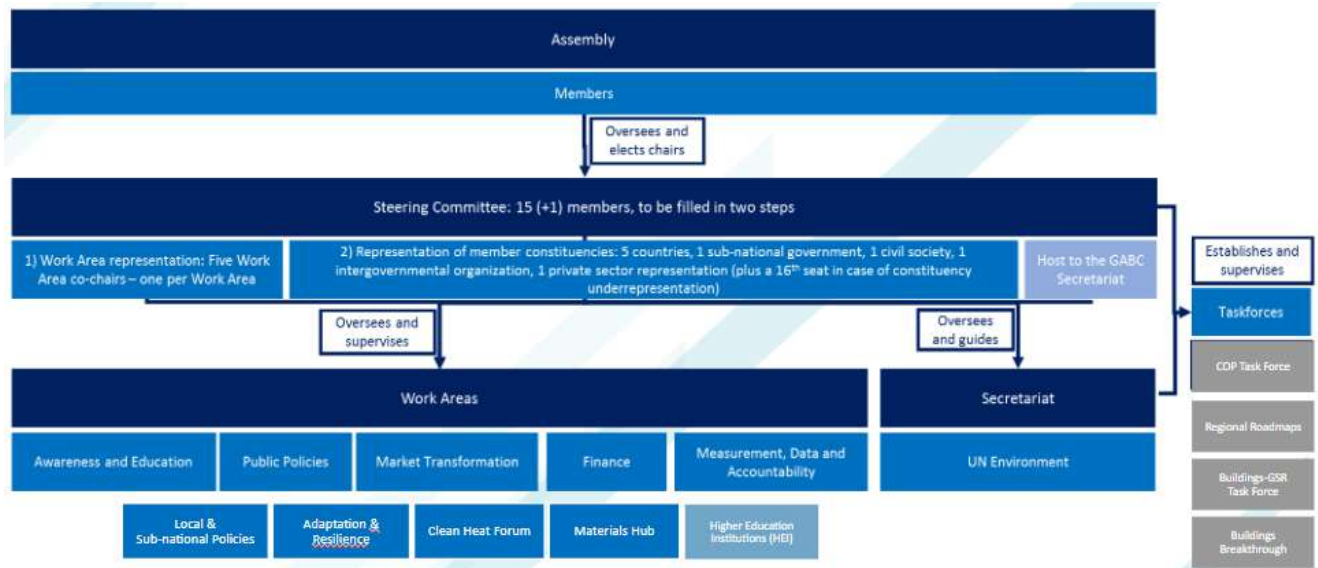 Assembly
Members
Oversees and
elects chairs
Steering Committee: 15 (+1) members, to be filled in two steps
1) Work Area representation: Five Work
Area co-chairs – one per Work Area
2) Representation of member constituencies: 5 countries, 1 sub-national government, 1 civil society, 1
intergovernmental organization, 1 private sector representation (plus a 16th seat in case of constituency
underrepresentation)
Host to the GABC
Secretariat
Establishes and
supervises
Taskforces
COP Task Force
Regional Roadmaps
Buildings-GSR
Task Force
Buildings
Breakthrough
Oversees and
supervises
Oversees
and guides
Work Areas
Secretariat
Awareness and Education
Public Policies
Market Transformation
Finance
Measurement, Data and
Accountability
UN Environment
Local &
Sub-national Policies
Adaptation &
Resilience
Clean Heat Forum
Materials Hub
Higher Education
Institutions (HEI)